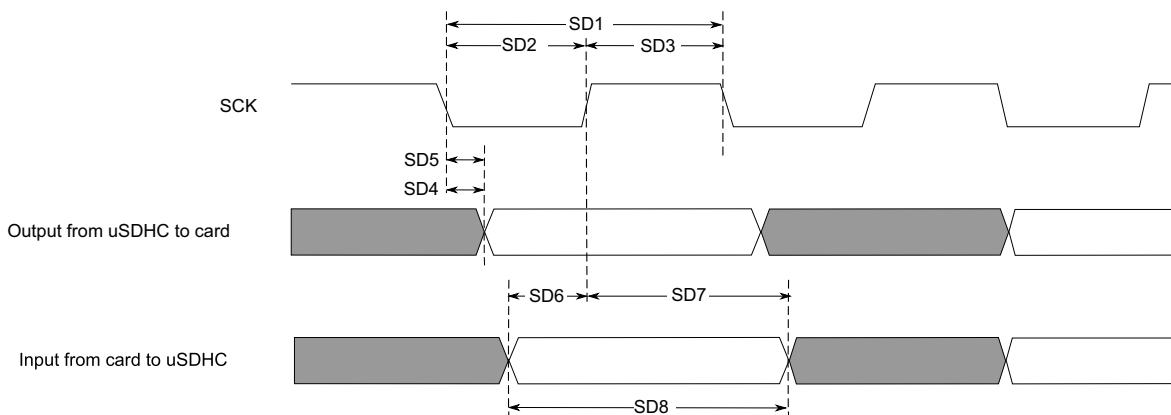 SD1
SD2
SD3
SCK
SD5
SD4
Output from uSDHC to card
SD6
SD7
Input from card to uSDHC
SD8